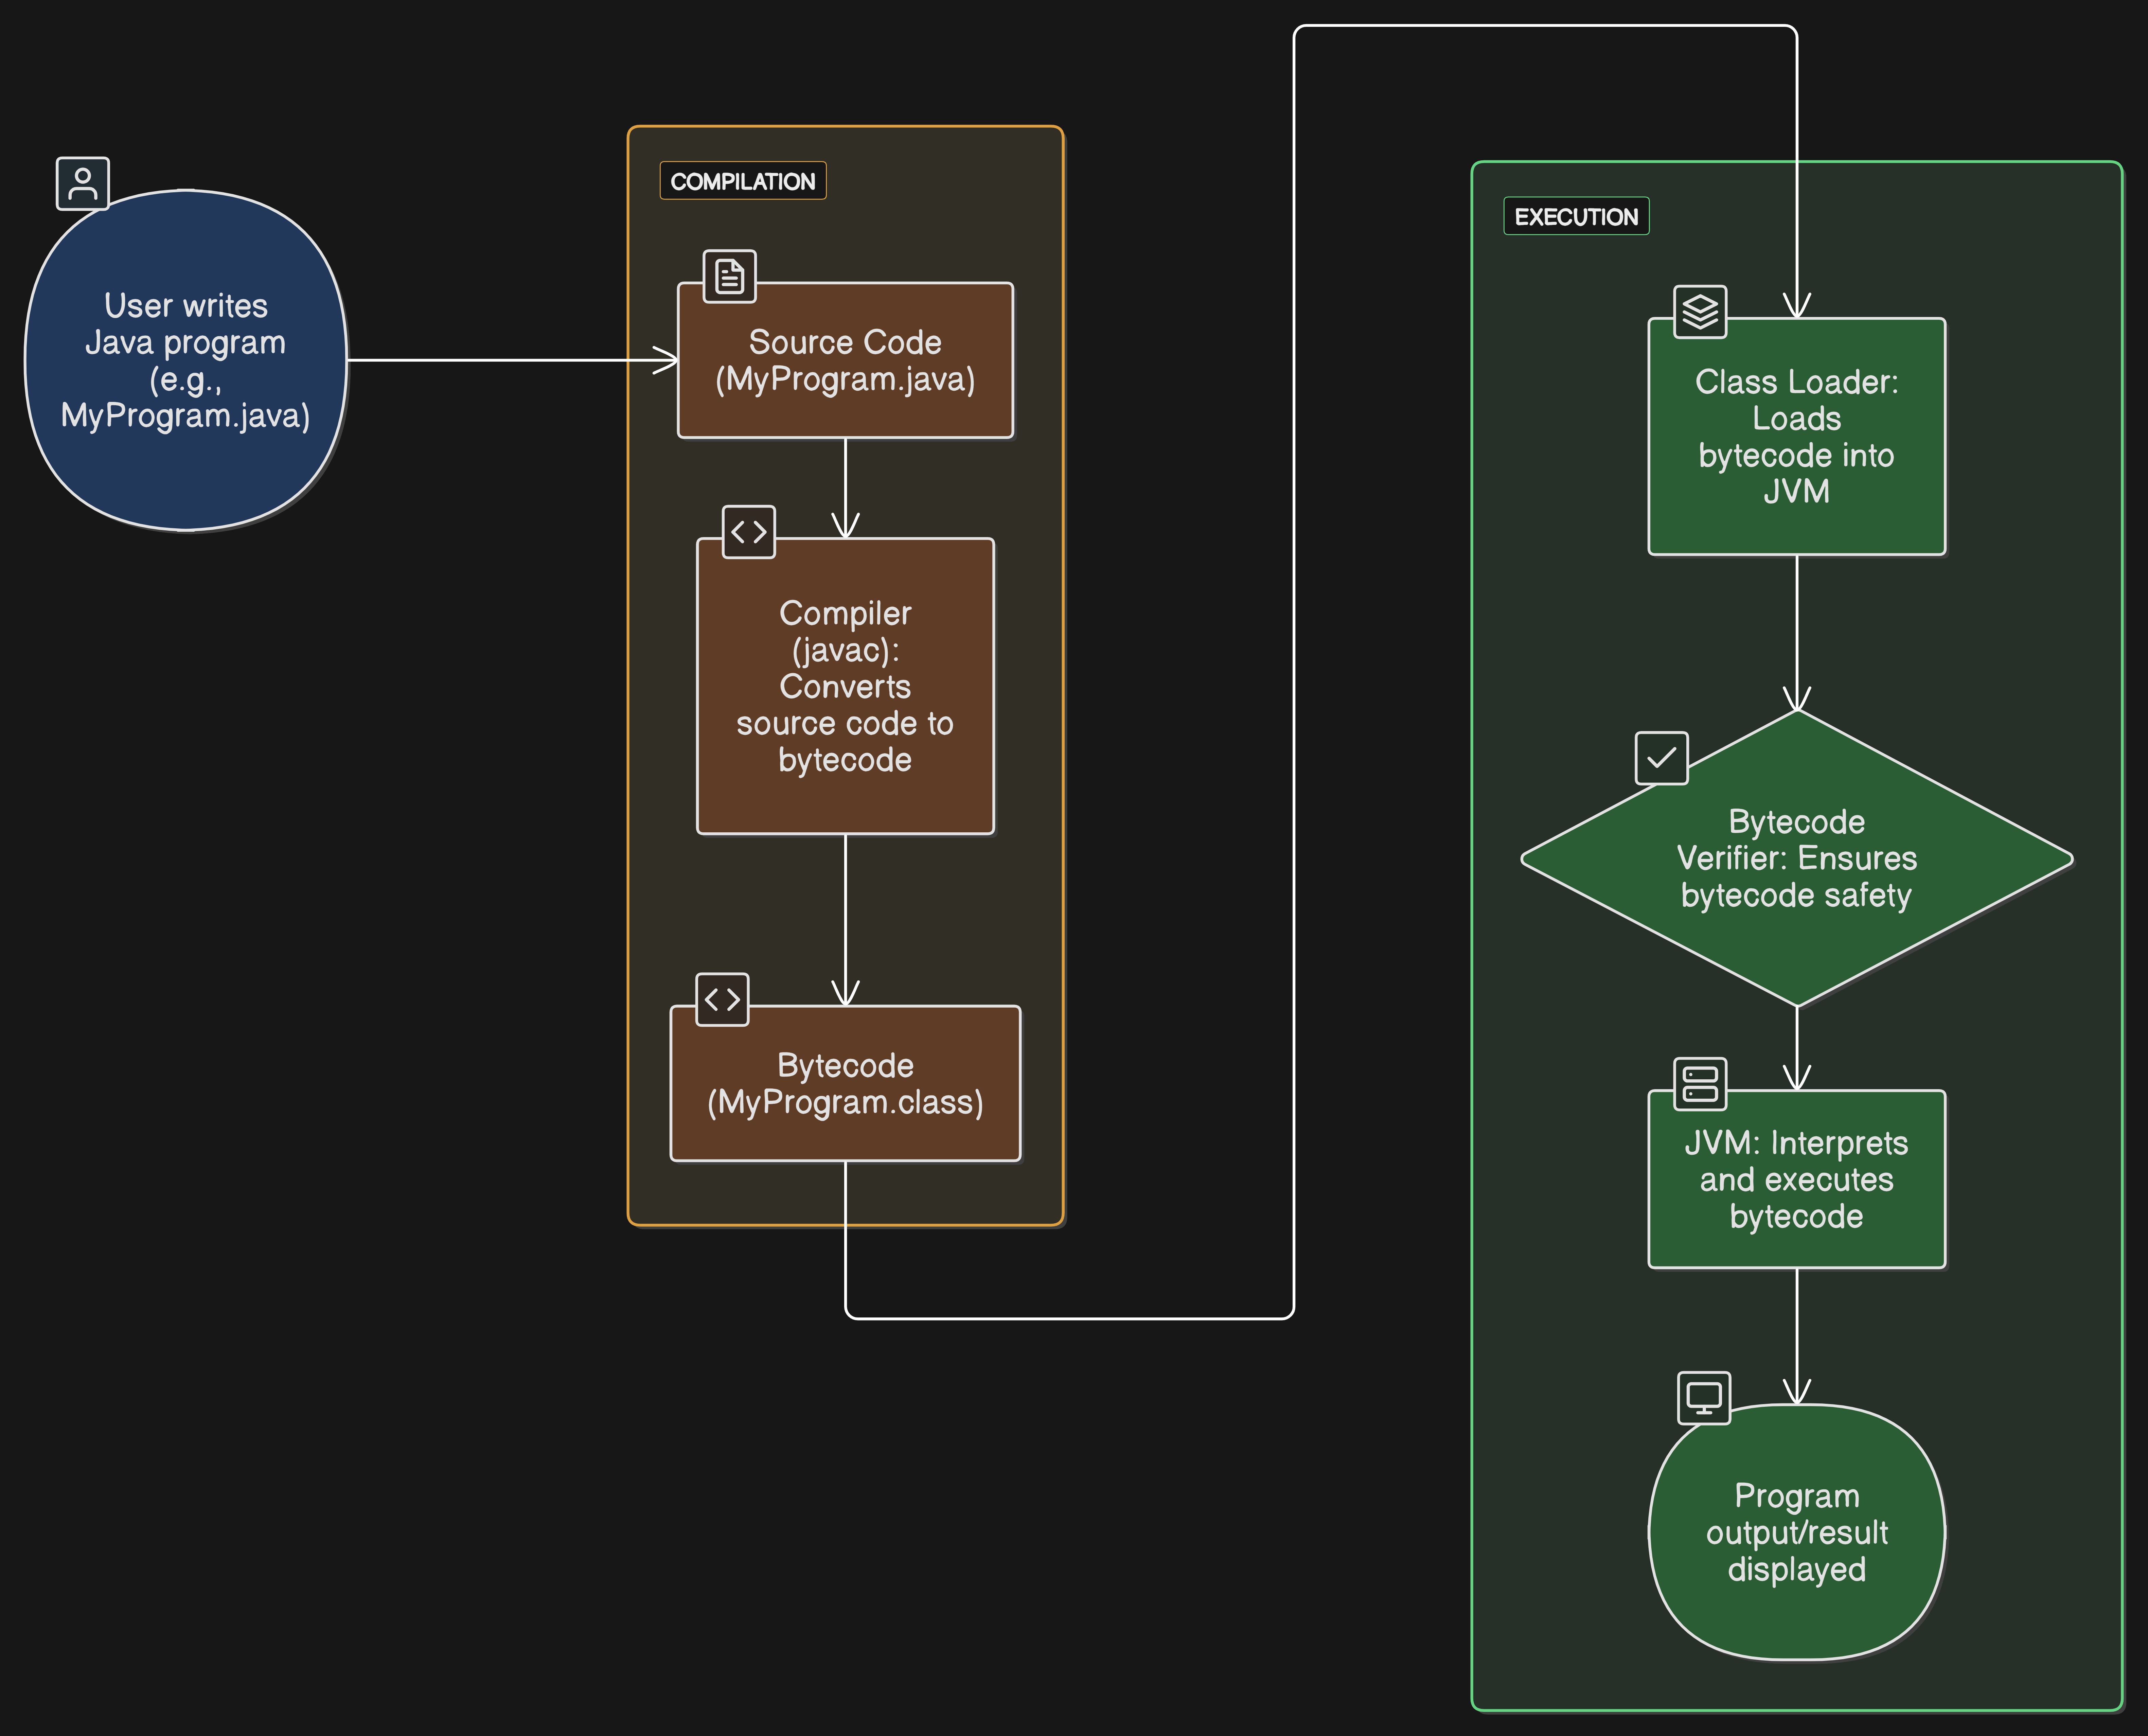 User writes
Java program
(e.g.,
MyProgram.java)
COMPILATION
Source Code
(MyProgram.java)
Compiler
(javac):
Converts
source code to
bytecode
Bytecode
(MyProgram.class)
EXECUTION
Class Loader:
Loads
bytecode into
JVM
Bytecode
Verifier: Ensures
bytecode safety
JVM: Interprets
and executes
bytecode
Program
output/result
displayed